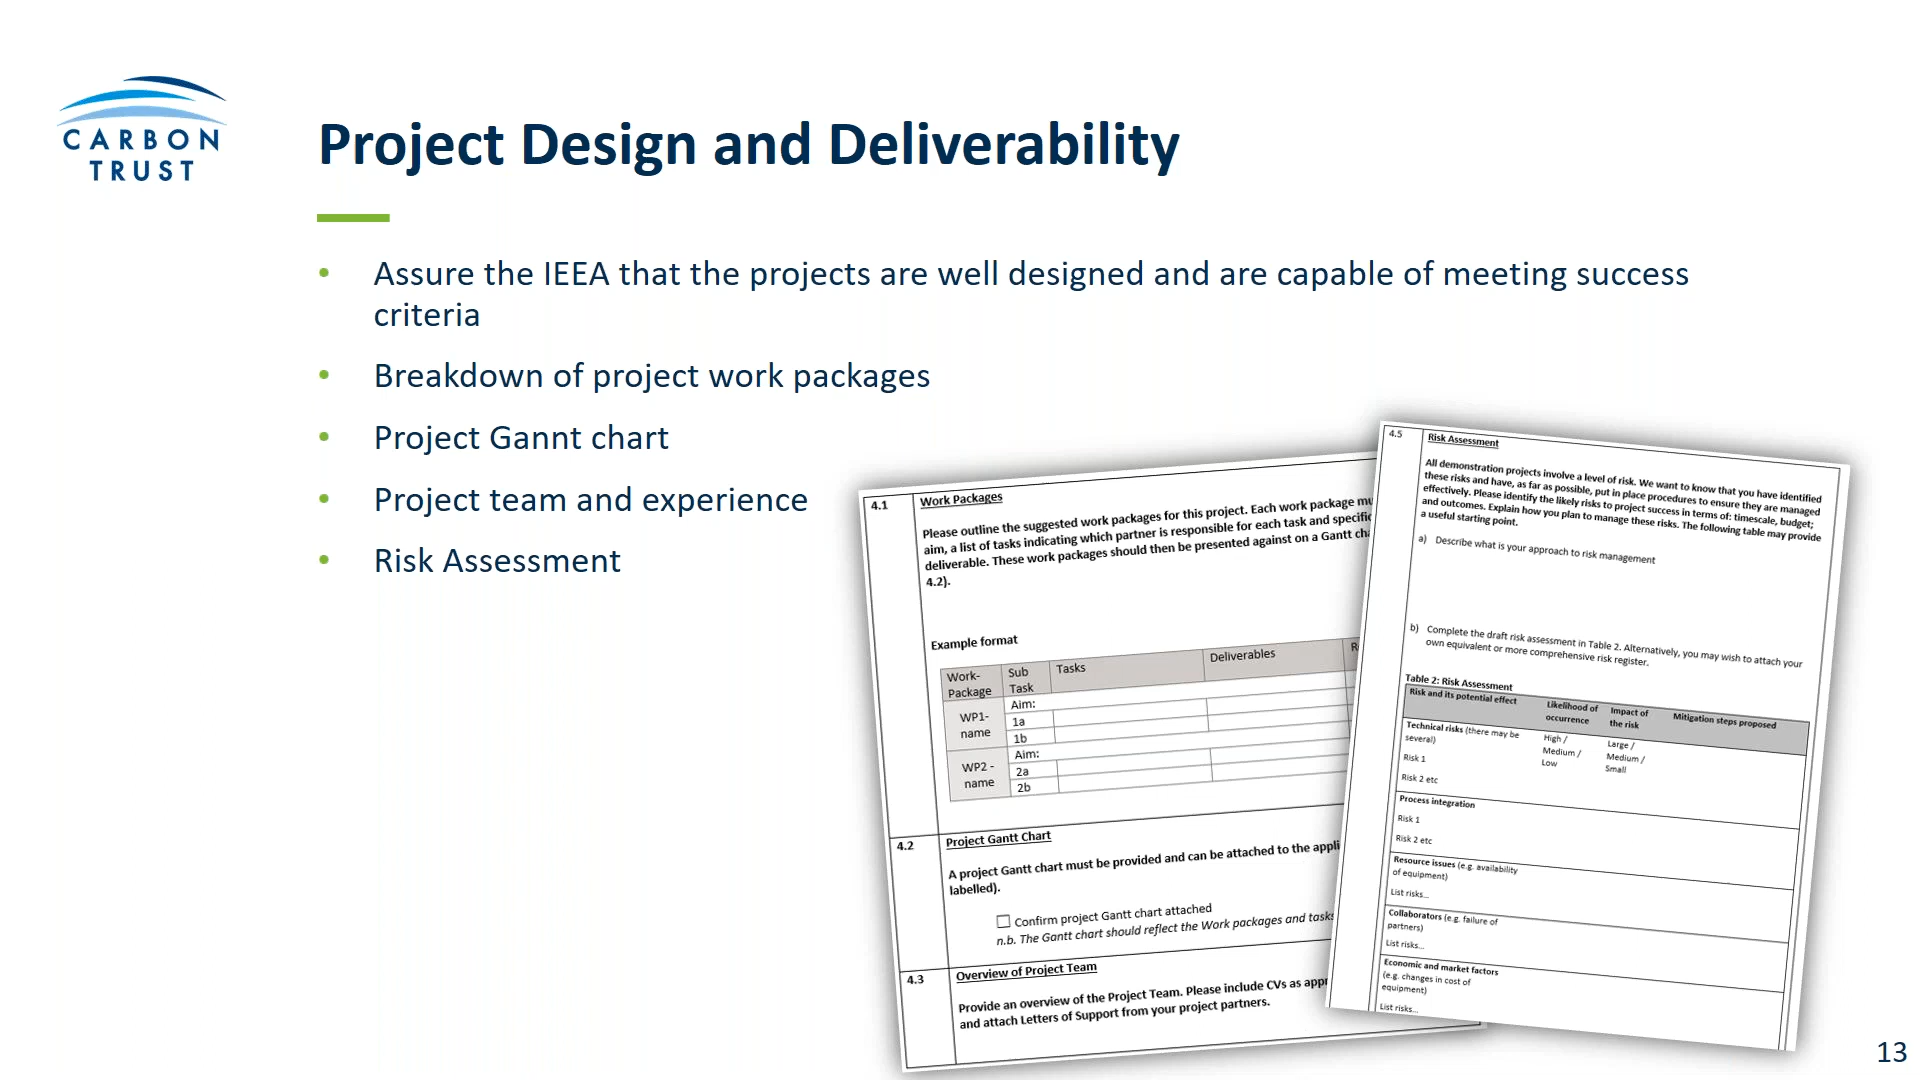 CARBON
TRUST
Project Design and Deliverability
• Assure the IEEA that the projects are well designed and are capable of meeting success
criteria
• Breakdown of project work packages
• Project Gannt chart
• Project team and experience
• Risk Assessment
4.1 Work Packages
Please outline the suggested work packages for this project. Each work package mu
aim, a list of tasks indicating which partner is responsible for each task and specific
deliverable. These work packages should then be presented against on a Gantt cha
4.2).
Example format
Work-Package Sub Task Tasks Deliverables R
WP1-name Aim:
1a
1b
WP2 - name Aim:
2a
2b
4.2 Project Gantt Chart
A project Gantt chart must be provided and can be attached to the appli
labelled).
☐ Confirm project Gantt chart attached
n.b. The Gantt chart should reflect the Work packages and tasks
4.3 Overview of Project Team
Provide an overview of the Project Team. Please include CVs as appr
and attach Letters of Support from your project partners.
4.5 Risk Assessment
All demonstration projects involve a level of risk. We want to know that you have identified
these risks and have, as far as possible, put in place procedures to ensure they are managed
effectively. Please identify the likely risks to project success in terms of: timescale, budget;
and outcomes. Explain how you plan to manage these risks. The following table may provide
a useful starting point.
a) Describe what is your approach to risk management
b) Complete the draft risk assessment in Table 2. Alternatively, you may wish to attach your
own equivalent or more comprehensive risk register.
Table 2: Risk Assessment
Risk and its potential effect Likelihood of occurrence Impact of the risk Mitigation steps proposed
Technical risks (there may be several) High / Medium / Low Large / Medium / Small
Risk 1
Risk 2 etc
Process integration
Risk 1
Risk 2 etc
Resource issues (e.g. availability
of equipment)
List risks...
Collaborators (e.g. failure of
partners)
List risks...
Economic and market factors
(e.g. changes in cost of
equipment)
List risks...
13